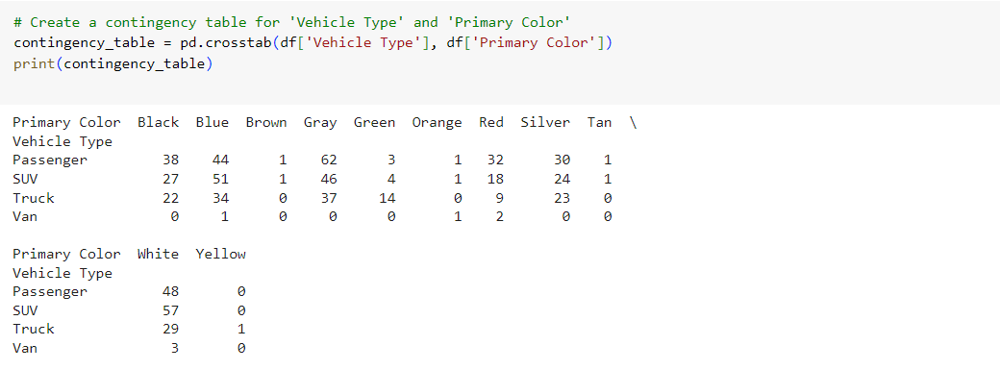 # Create a contingency table for 'Vehicle Type' and 'Primary Color'
contingency_table = pd.crosstab(df['Vehicle Type'], df['Primary Color'])
print(contingency_table)
Primary Color  Black  Blue  Brown  Gray  Green  Orange  Red  Silver  Tan  \
Vehicle Type
Passenger         38    44      1    62      3       1   32      30    1
SUV               27    51      1    46      4       1   18      24    1
Truck             22    34      0    37     14       0    9      23    0
Van                0     1      0     0      0       1    2       0    0
Primary Color  White  Yellow
Vehicle Type
Passenger         48       0
SUV               57       0
Truck             29       1
Van                3       0